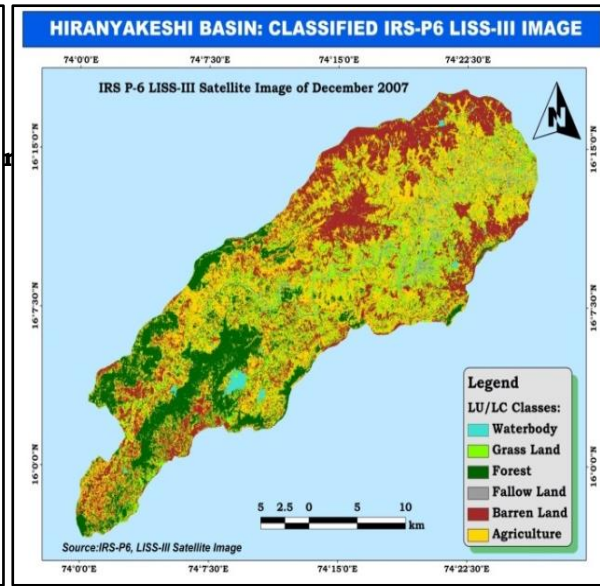 HIRANYAKESHI BASIN: CLASSIFIED IRS-P6 LISS-III IMAGE
74°0'0"E 74°7'30"E 74°15'0"E 74°22'30"E
IRS P-6 LISS-III Satellite Image of December 2007
N
16°15'0"N 16°15'0"N
16°7'30"N 16°7'30"N
Legend
LU/LC Classes:
Waterbody
Grass Land
Forest
Fallow Land
Barren Land
Agriculture
16°0'0"N 16°0'0"N
5 2.5 0 5 10
km
Source:IRS-P6, LISS-III Satellite Image
74°0'0"E 74°7'30"E 74°15'0"E 74°22'30"E